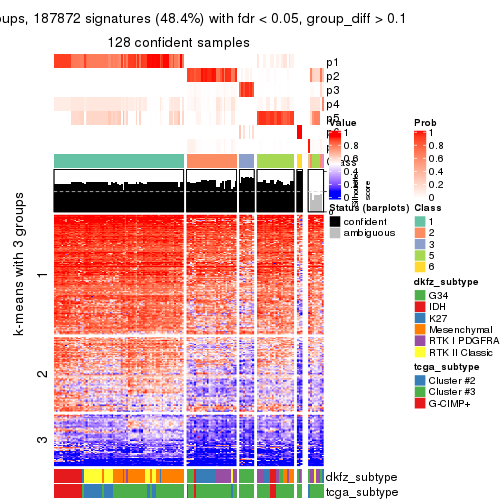 oups, 187872 signatures (48.4%) with fdr < 0.05, group_diff > 0.1
128 confident samples
p1
p2
p3
p4
p5
Value
1
0.8
0.6
0.4
0.2
0
Prob
1
0.8
0.6
0.4
0.2
0
score
Status (barplots)
confident
ambiguous
Class
1
2
3
5
6
dkfz_subtype
G34
IDH
K27
Mesenchymal
RTK I PDGFRA
RTK II Classic
tcga_subtype
Cluster #2
Cluster #3
G-CIMP+
k-means with 3 groups
1
2
3
dkfz_subtype
tcga_subtype